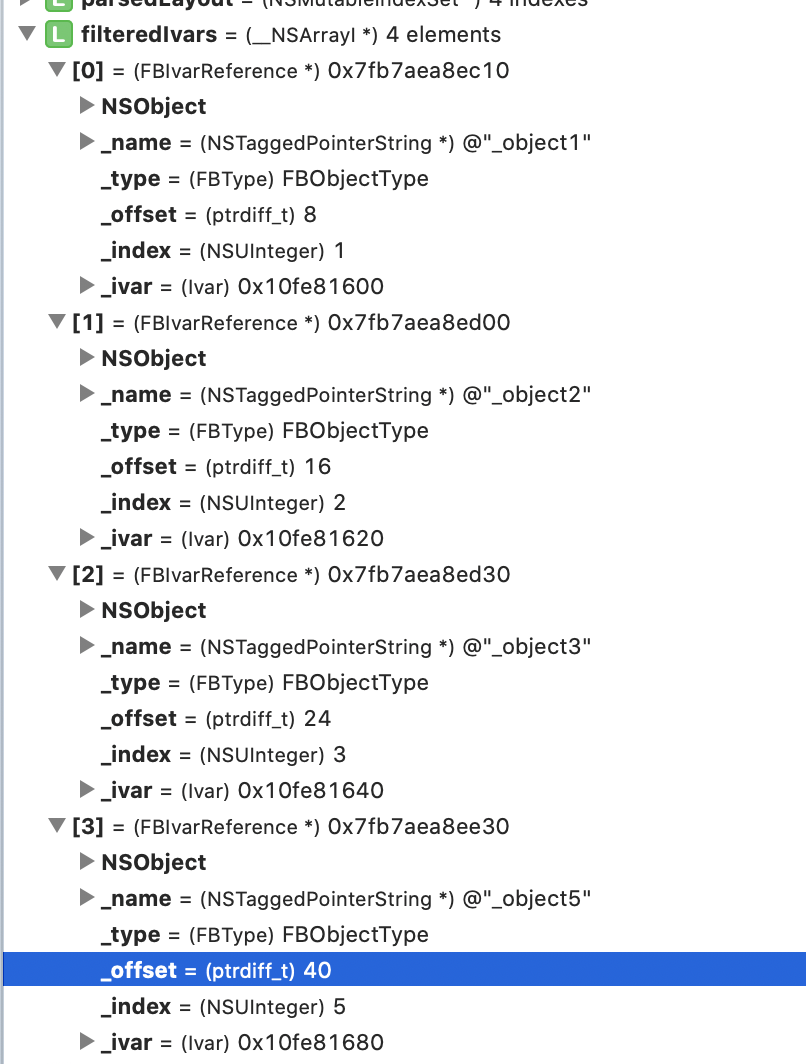 parsedLayout = (NSMutableIndexSet *) 4 indexes
L filteredIvars = (__NSArrayI *) 4 elements
[0] = (FBIvarReference *) 0x7fb7aea8ec10
NSObject
_name = (NSTaggedPointerString *) @"_object1"
_type = (FBType) FBObjectType
_offset = (ptrdiff_t) 8
_index = (NSUInteger) 1
_ivar = (Ivar) 0x10fe81600
[1] = (FBIvarReference *) 0x7fb7aea8ed00
NSObject
_name = (NSTaggedPointerString *) @"_object2"
_type = (FBType) FBObjectType
_offset = (ptrdiff_t) 16
_index = (NSUInteger) 2
_ivar = (Ivar) 0x10fe81620
[2] = (FBIvarReference *) 0x7fb7aea8ed30
NSObject
_name = (NSTaggedPointerString *) @"_object3"
_type = (FBType) FBObjectType
_offset = (ptrdiff_t) 24
_index = (NSUInteger) 3
_ivar = (Ivar) 0x10fe81640
[3] = (FBIvarReference *) 0x7fb7aea8ee30
NSObject
_name = (NSTaggedPointerString *) @"_object5"
_type = (FBType) FBObjectType
_offset = (ptrdiff_t) 40
_index = (NSUInteger) 5
_ivar = (Ivar) 0x10fe81680